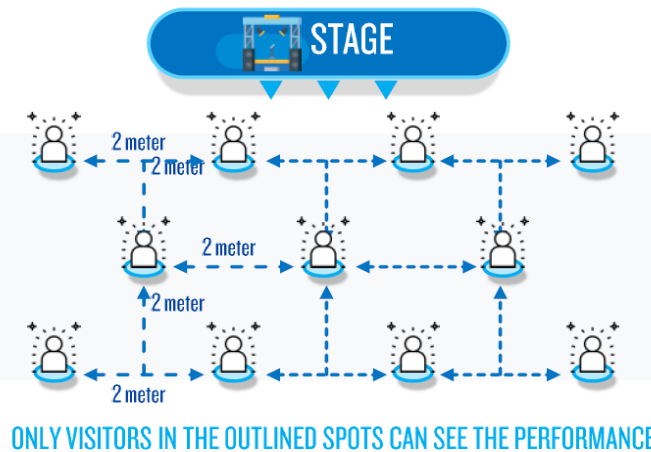 STAGE
2 meter
2 meter
2 meter
2 meter
2 meter
ONLY VISITORS IN THE OUTLINED SPOTS CAN SEE THE PERFORMANCE